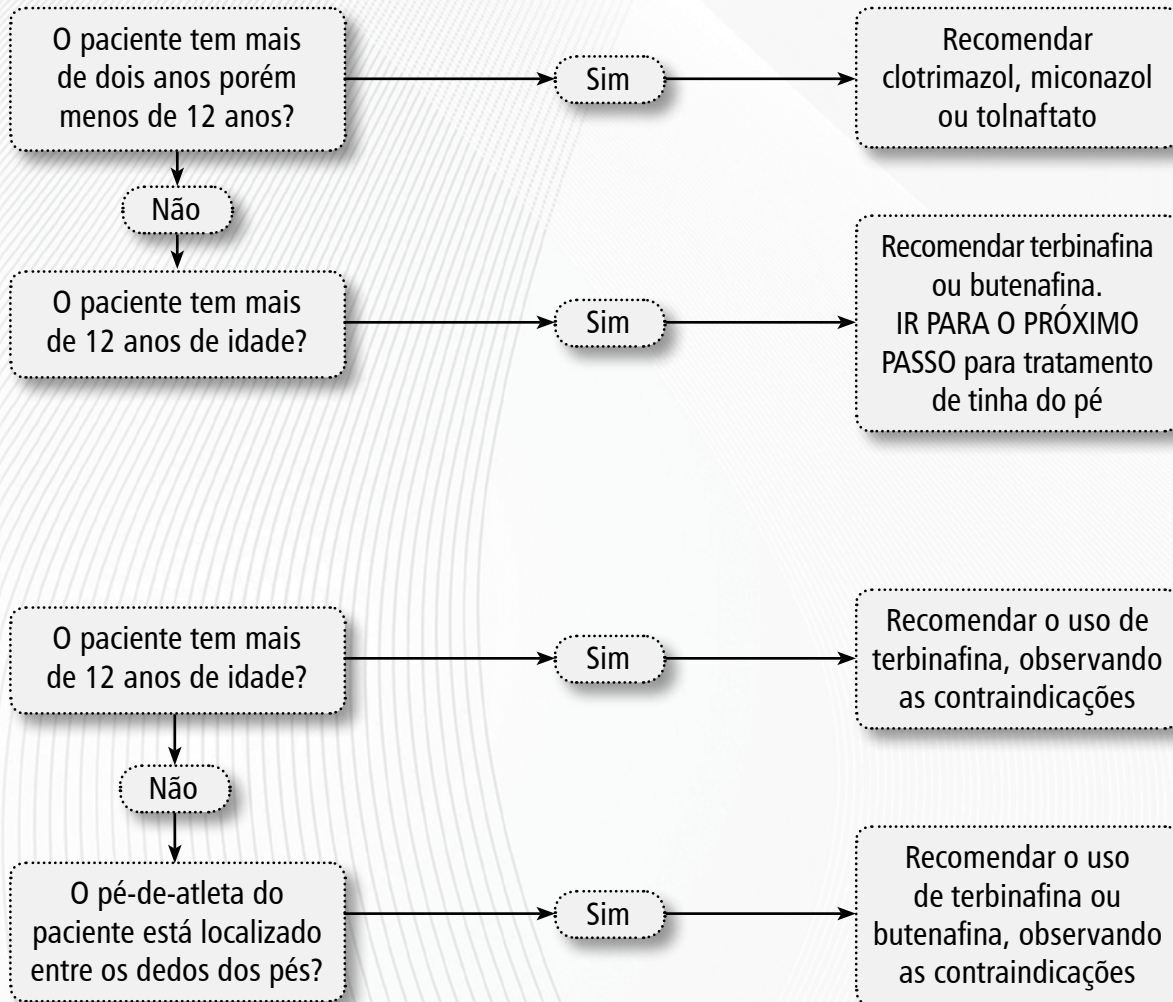 O paciente tem mais
de dois anos porém
menos de 12 anos?
Sim
Recomendar
clotrimazol, miconazol
ou tolnaftato
Não
O paciente tem mais
de 12 anos de idade?
Sim
Recomendar terbinafina
ou butenafina.
IR PARA O PRÓXIMO
PASSO para tratamento
de tinha do pé
O paciente tem mais
de 12 anos de idade?
Sim
Recomendar o uso de
terbinafina, observando
as contraindicações
Não
O pé-de-atleta do
paciente está localizado
entre os dedos dos pés?
Sim
Recomendar o uso
de terbinafina ou
butenafina, observando
as contraindicações